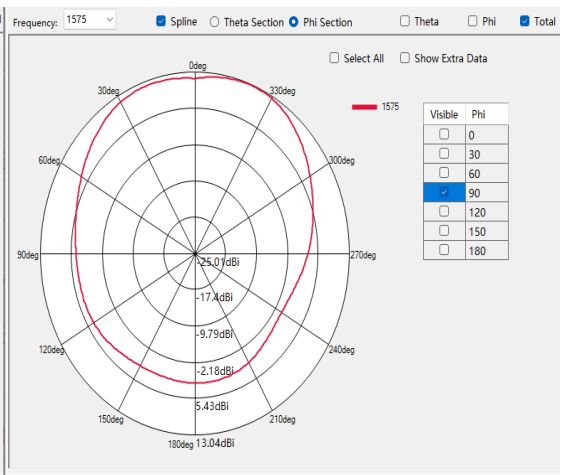 Frequency: 1575 Spline Theta Section Phi Section Theta Phi Total
Select All Show Extra Data
0deg
30deg 330deg
1575
Visible Phi
0
30
60deg 300deg
60
90
120
150
90deg 270deg
180
-25.01dBi
-17.4dBi
-9.79dBi
120deg 240deg
-2.18dBi
5.43dBi
150deg 210deg
180deg 13.04dBi